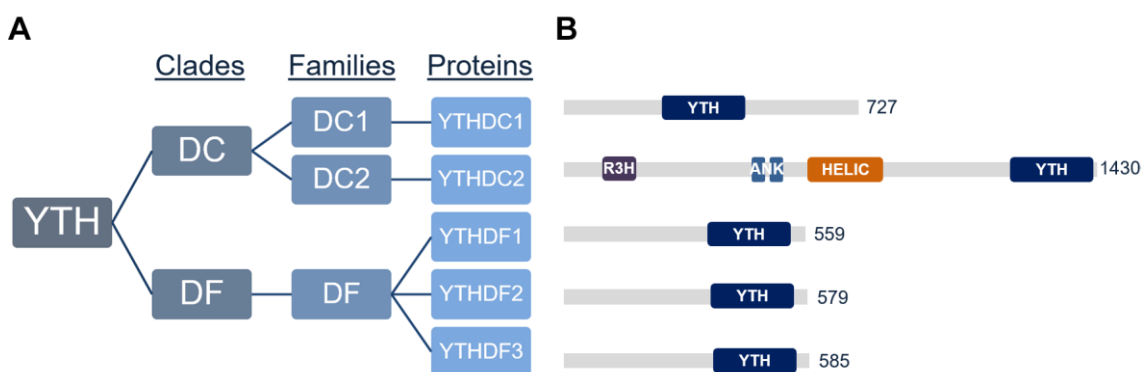 A
B
Clades Families Proteins
YTH
DC
DF
DC1
DC2
DF
YTHDC1
YTHDC2
YTHDF1
YTHDF2
YTHDF3
YTH 727
R3H ANK HELIC YTH 1430
YTH 559
YTH 579
YTH 585